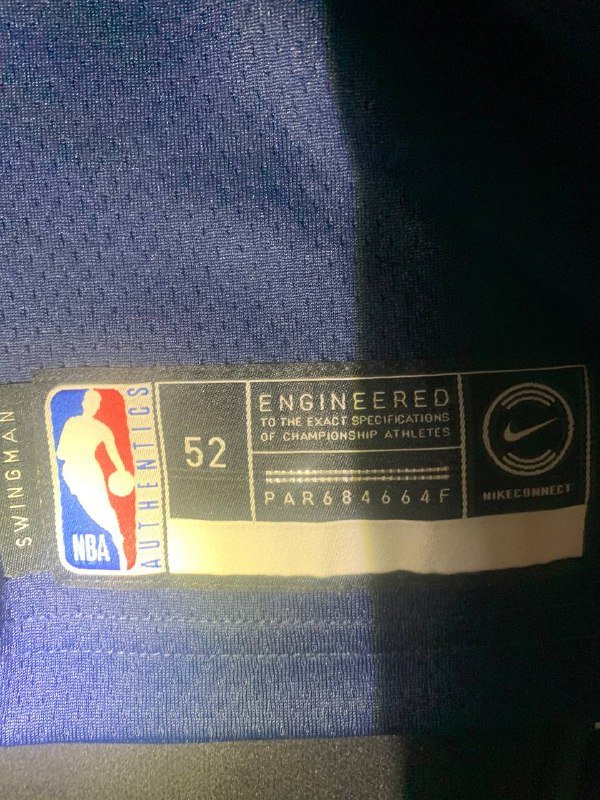 SWINGMAN
NBA
AUTHENTICS
52
ENGINEERED
TO THE EXACT SPECIFICATIONS
OF CHAMPIONSHIP ATHLETES
PAR684664F
NIKECONNECT